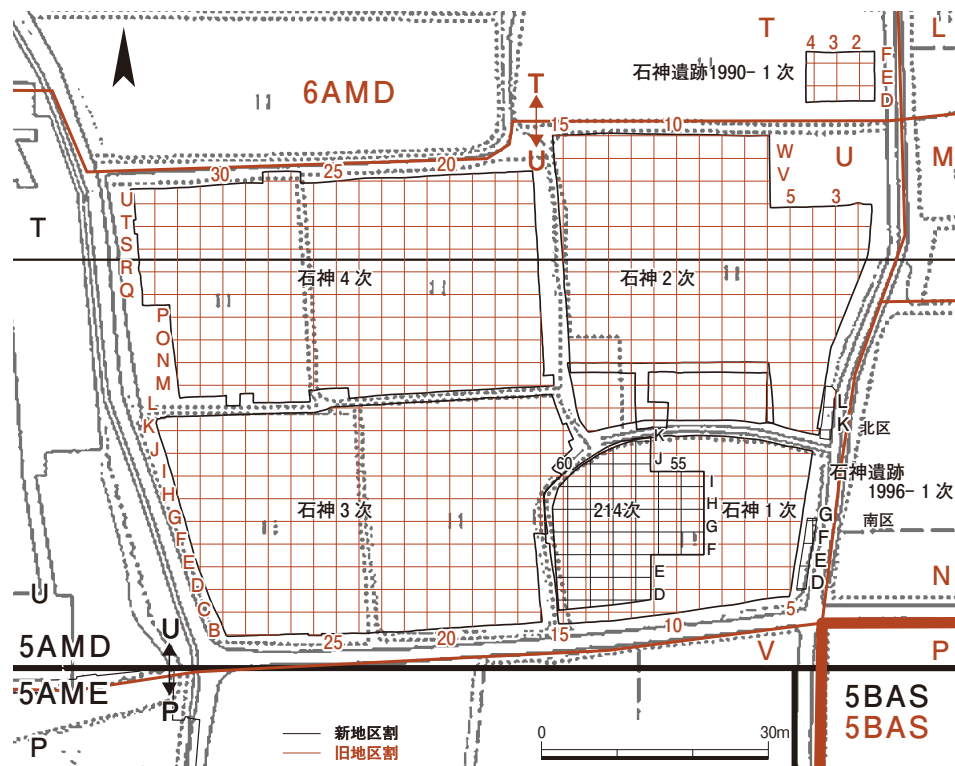 T
L
4 3 2
F
E
D
石神遺跡1990-1次
6AMD
T
U
15
10
30
25
20
W
V
5 3
U
M
U
T
S
R
Q
T
石神4次
石神2次
P
O
N
M
L
K
J
I
H
G
F
E
D
C
B
L
K
北区
K
J
60
55
石神遺跡
1996-1次
I
H
G
F
石神3次
214次
石神1次
G
F
E
D
南区
E
D
N
U
5
25
20
15
10
U
5AMD
V
P
5AME
P
P
5BAS
5BAS
新地区割
旧地区割
0
30m